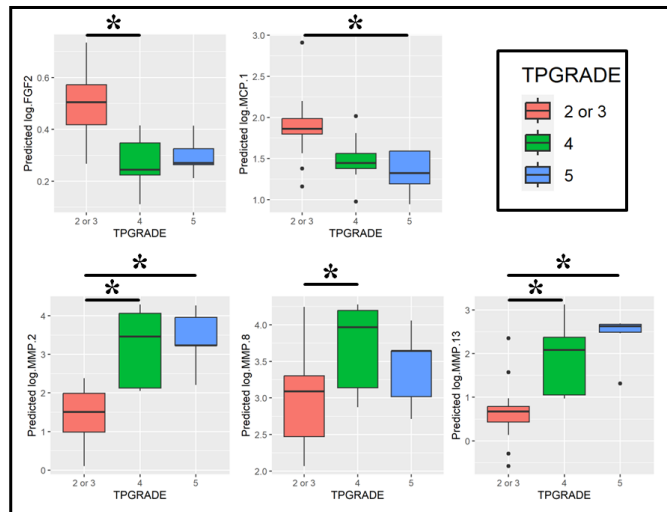 *
*
Predicted log.FGF2
0.6
0.4
0.2
2 or 3
4
5
TPGRADE
Predicted log.MCP.1
3.0
2.5
2.0
1.5
1.0
2 or 3
4
5
TPGRADE
TPGRADE
2 or 3
4
5
*
*
Predicted log.MMP.2
4
3
2
1
0
2 or 3
4
5
TPGRADE
*
Predicted log.MMP.8
4.0
3.5
3.0
2.5
2.0
2 or 3
4
5
TPGRADE
*
*
Predicted log.MMP.13
3
2
1
0
2 or 3
4
5
TPGRADE